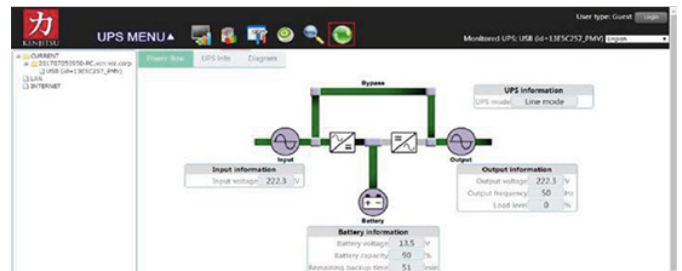 User type: Guest Login
力
KENJITSU
UPS MENU▲
Monitored UPS: USB (id=13E5C257_PMV) English
CURRENT
USB (id=13E5C257_PMV)
LAN
INTERNET
Power flow UPS Info Diagram
Bypass
UPS information
UPS mode Line mode
Input
Output
Input information
Input voltage 222.3 V
Output information
Output voltage 222.3 V
Output frequency 50 Hz
Load level 0 %
Battery
Battery information
Battery voltage 13.5 V
Battery capacity 90 %
Remaining backup time 51 min